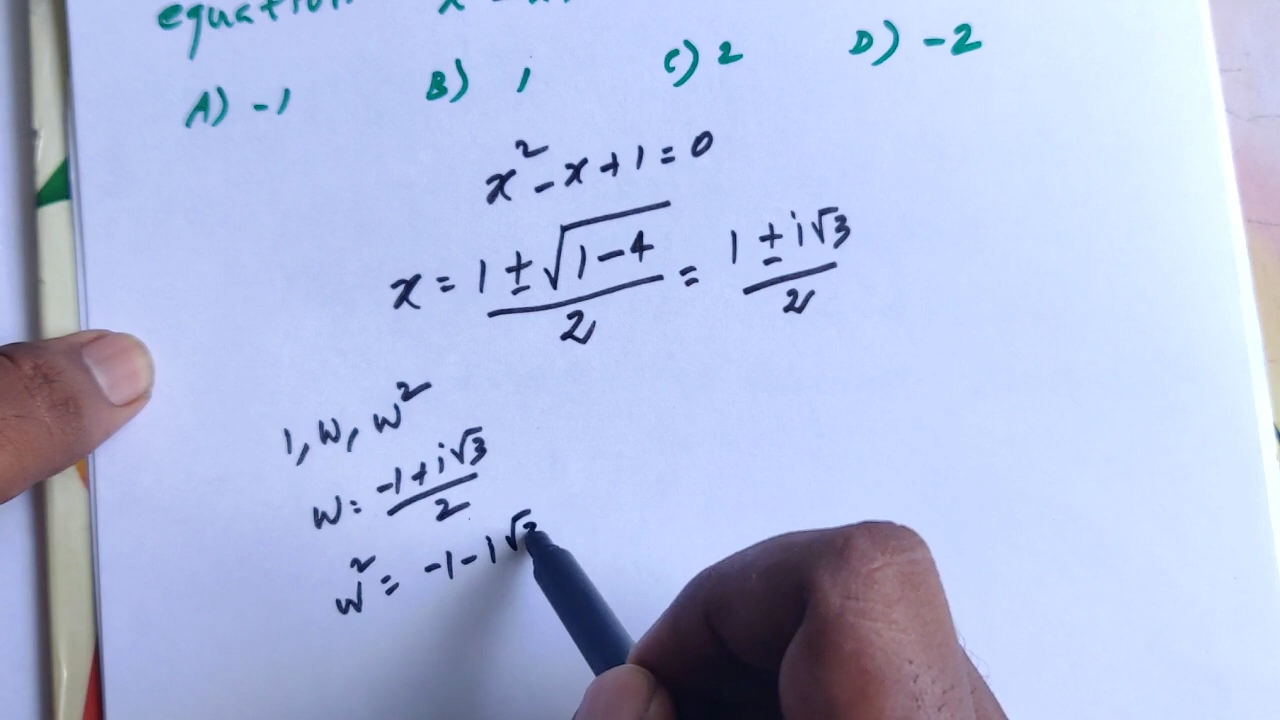 equation
A) -1 B) 1 C) 2 D) -2
x² - x + 1 = 0
x = (1 ± √(1-4))/2 = (1 ± i√3)/2
1, w, w²
w = (-1 + i√3)/2
w² = -1 - i√